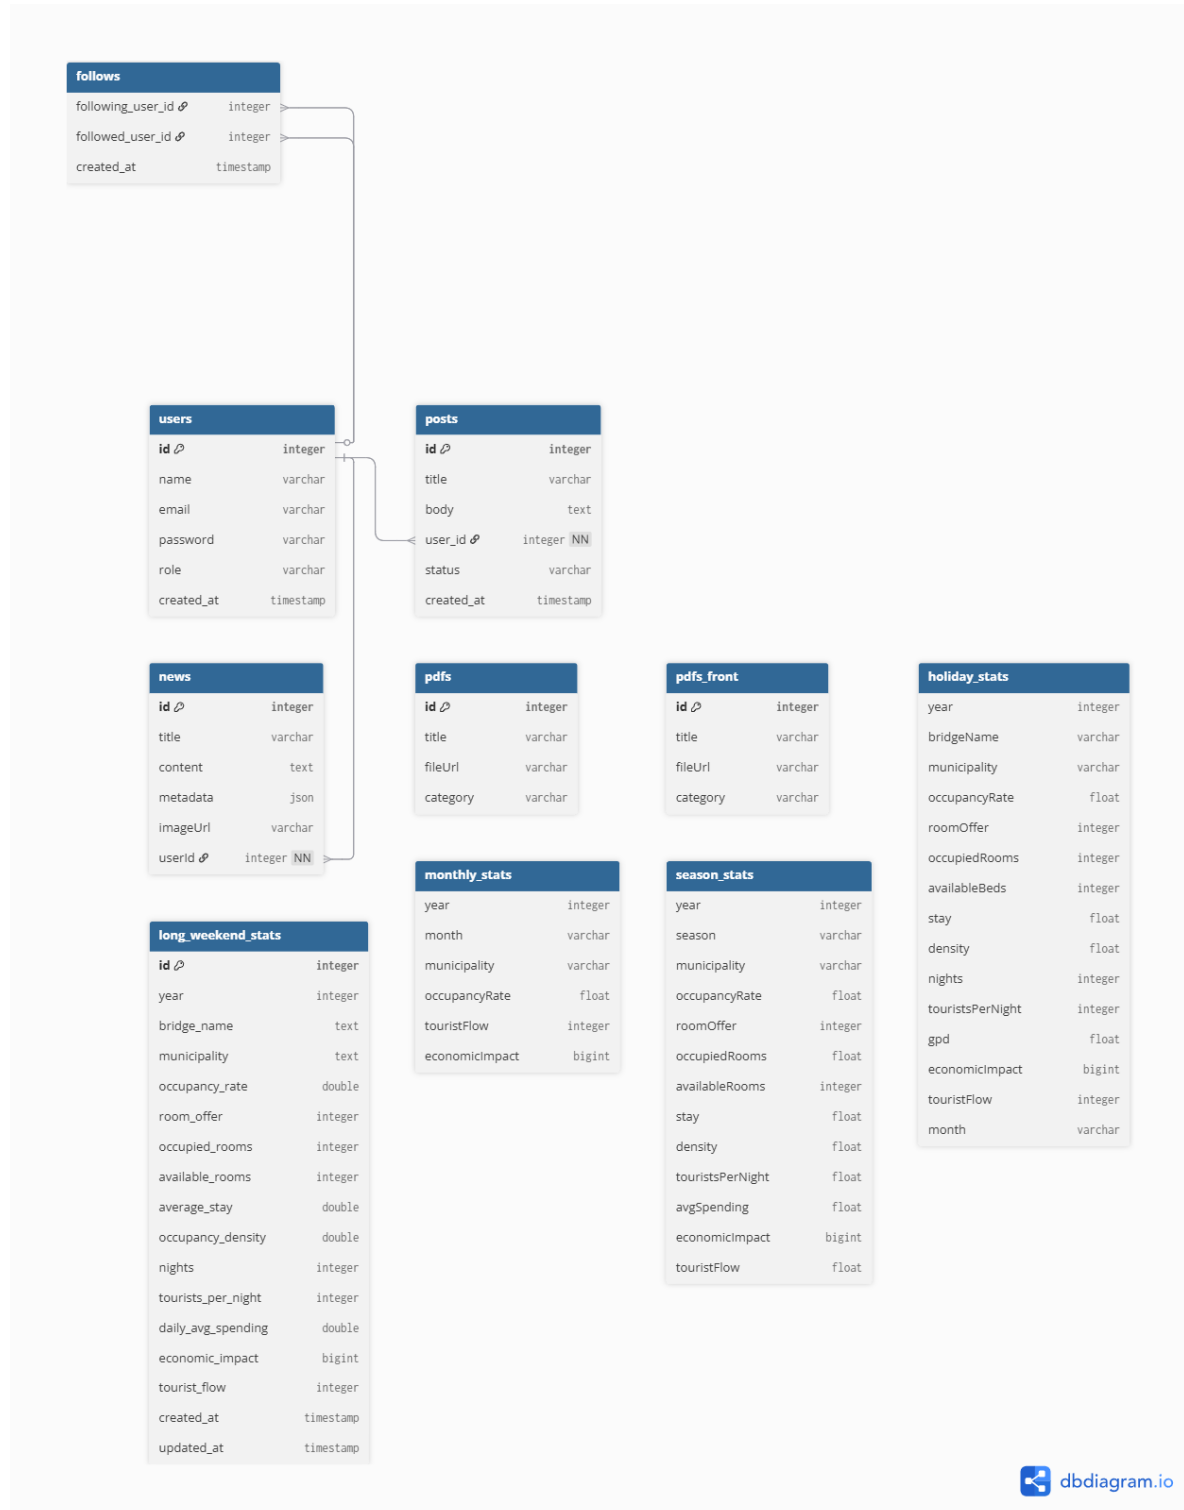 follows
following_user_id integer
followed_user_id integer
created_at timestamp
users
id integer
name varchar
email varchar
password varchar
role varchar
created_at timestamp
posts
id integer
title varchar
body text
user_id integer NN
status varchar
created_at timestamp
news
id integer
title varchar
content text
metadata json
imageUrl varchar
userId integer NN
pdfs
id integer
title varchar
fileUrl varchar
category varchar
pdfs_front
id integer
title varchar
fileUrl varchar
category varchar
holiday_stats
year integer
bridgeName varchar
municipality varchar
occupancyRate float
roomOffer integer
occupiedRooms integer
availableBeds integer
stay float
density float
nights integer
touristsPerNight integer
gpd float
economicImpact bigint
touristFlow integer
month varchar
monthly_stats
year integer
month varchar
municipality varchar
occupancyRate float
touristFlow integer
economicImpact bigint
season_stats
year integer
season varchar
municipality varchar
occupancyRate float
roomOffer integer
occupiedRooms float
availableRooms integer
stay float
density float
touristsPerNight float
avgSpending float
economicImpact bigint
touristFlow float
long_weekend_stats
id integer
year integer
bridge_name text
municipality text
occupancy_rate double
room_offer integer
occupied_rooms integer
available_rooms integer
average_stay double
occupancy_density double
nights integer
tourists_per_night integer
daily_avg_spending double
economic_impact bigint
tourist_flow integer
created_at timestamp
updated_at timestamp
dbdiagram.io